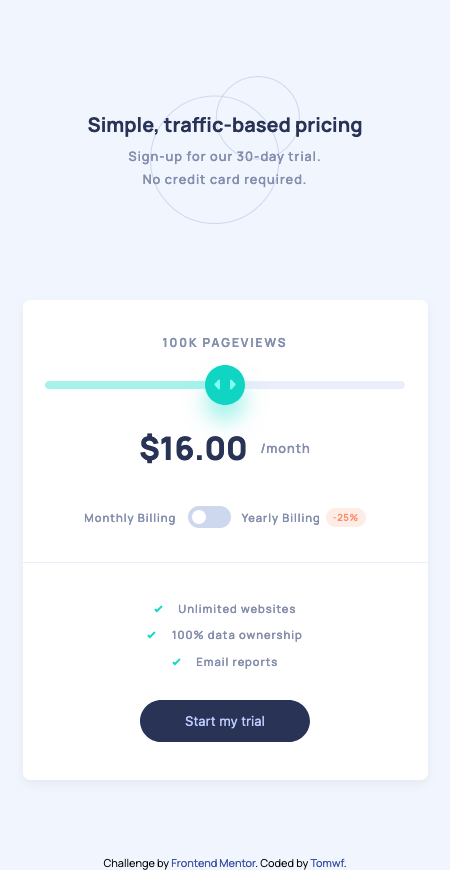 Simple, traffic-based pricing
Sign-up for our 30-day trial.
No credit card required.
100K PAGEVIEWS
$16.00 /month
Monthly Billing Yearly Billing -25%
Unlimited websites
100% data ownership
Email reports
Start my trial
Challenge by Frontend Mentor. Coded by Tomwf.